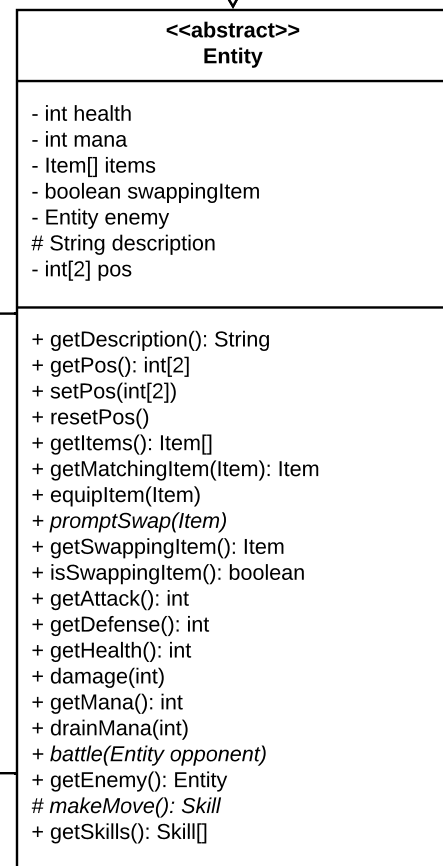 <<abstract>>
Entity
- int health
- int mana
- Item[] items
- boolean swappingItem
- Entity enemy
# String description
- int[2] pos
+ getDescription(): String
+ getPos(): int[2]
+ setPos(int[2])
+ resetPos()
+ getItems(): Item[]
+ getMatchingItem(Item): Item
+ equipItem(Item)
+ promptSwap(Item)
+ getSwappingItem(): Item
+ isSwappingItem(): boolean
+ getAttack(): int
+ getDefense(): int
+ getHealth(): int
+ damage(int)
+ getMana(): int
+ drainMana(int)
+ battle(Entity opponent)
+ getEnemy(): Entity
# makeMove(): Skill
+ getSkills(): Skill[]